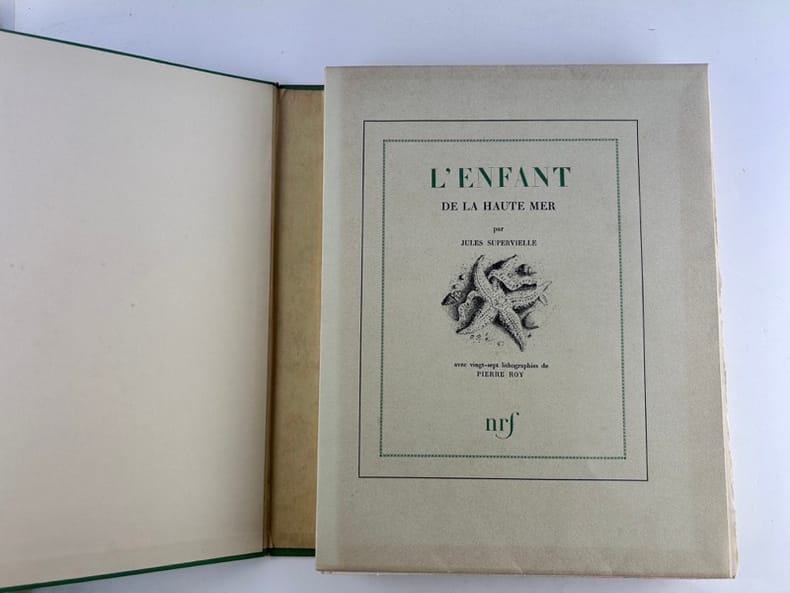 L'ENFANT
DE LA HAUTE MER
par
JULES SUPERVIELLE
avec vingt-sept lithographies de
PIERRE ROY
nrf